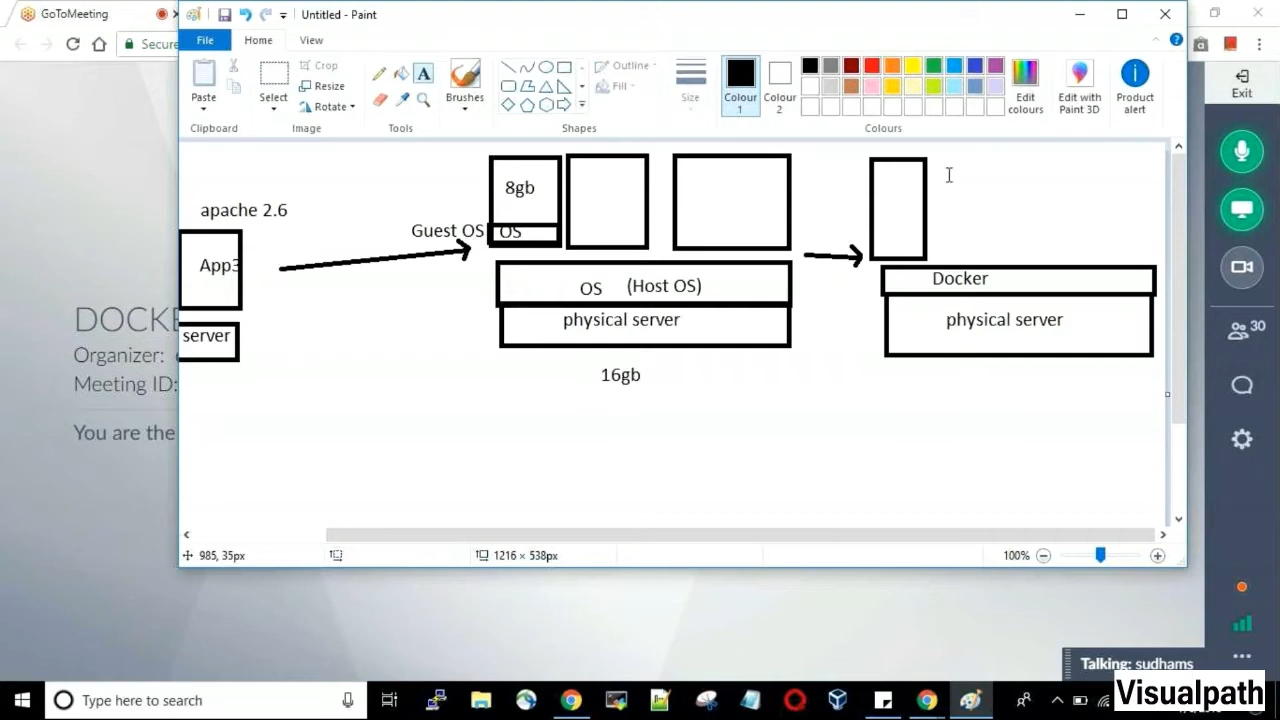 GoToMeeting
Untitled - Paint
Secure
File
Home
View
Paste
Select
Crop
Resize
Rotate
Brushes
Outline
Fill
Size
Colour
1
Colour
2
Edit
colours
Edit with
Paint 3D
Product
alert
Clipboard
Image
Tools
Shapes
Colours
Exit
8gb
apache 2.6
Guest OS
OS
App3
OS
(Host OS)
Docker
physical server
physical server
server
16gb
DOCKE
Organizer:
Meeting ID:
You are the
30
985, 35px
1216 × 538px
100%
Talking: sudhams
Type here to search
Visualpath